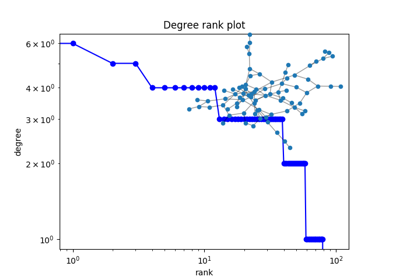 Degree rank plot
degree
6 × 10⁰
4 × 10⁰
3 × 10⁰
2 × 10⁰
10⁰
10⁰ 10¹ 10²
rank